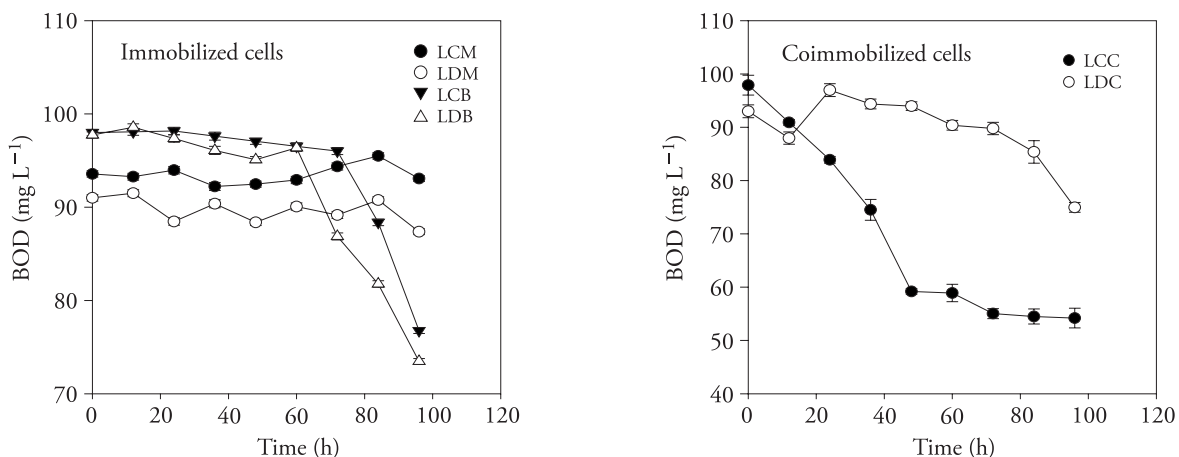 Immobilized cells
LCM
LDM
LCB
LDB
BOD (mg L−1)
110
100
90
80
70
0 20 40 60 80 100 120
Time (h)
Coimmobilized cells
LCC
LDC
BOD (mg L−1)
110
100
90
80
70
60
50
40
0 20 40 60 80 100 120
Time (h)